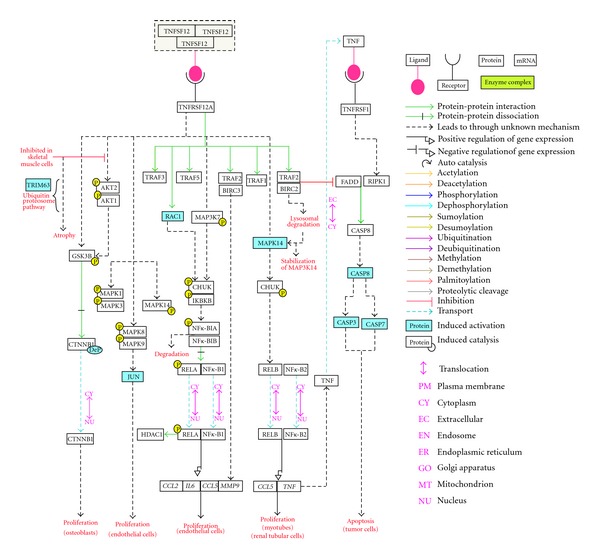 TNFSF12 TNFSF12
TNFSF12
TNFRSF12A
TNF
TNFRSF1
Inhibited in skeletal
muscle cells
TRIM63
Ubiquitin
proteosome
pathway
Atrophy
P AKT2
P AKT1
TRAF3
TRAF5
TRAF2
BIRC3
TRAF1
TRAF2
BIRC2
FADD
RIPK1
RAC1
MAP3K7 P
Lysosomal
degradation
EC
CY
CASP8
GSK3B P
MAPK14
Stabilization
of MAP3K14
CASP8
P MAPK1
P MAPK3
MAPK14 P
P CHUK
P IKBKB
CHUK P
P MAPK8
P MAPK9
P NFκ-BIA
P NFκ-BIB
CASP3
CASP7
CTNNB1
Degradation
JUN
P RELA NFκ-B1
RELB NFκ-B2
TNF
CY
NU
CY
NU
CY
NU
CY
NU
CY
NU
CTNNB1
HDAC1
P RELA NFκ-B1
RELB NFκ-B2
CCL2 IL6 CCL5 MMP9
CCL5 TNF
Proliferation
(osteoblasts)
Proliferation
(endothelial cells)
Proliferation
(endothelial cells)
Proliferation
(myotubes)
(renal tubular cells)
Apoptosis
(tumor cells)
Ligand
Receptor
Protein
mRNA
Enzyme complex
Protein-protein interaction
Protein-protein dissociation
Leads to through unknown mechanism
Positive regulation of gene expression
Negative regulationof gene expression
Auto catalysis
Acetylation
Deacetylation
Phosphorylation
Dephosphorylation
Sumoylation
Desumoylation
Ubiquitination
Deubiquitination
Methylation
Demethylation
Palmitoylation
Proteolytic cleavage
Inhibition
Transport
Protein Induced activation
Protein Induced catalysis
Translocation
PM Plasma membrane
CY Cytoplasm
EC Extracellular
EN Endosome
ER Endoplasmic reticulum
GO Golgi apparatus
MT Mitochondrion
NU Nucleus